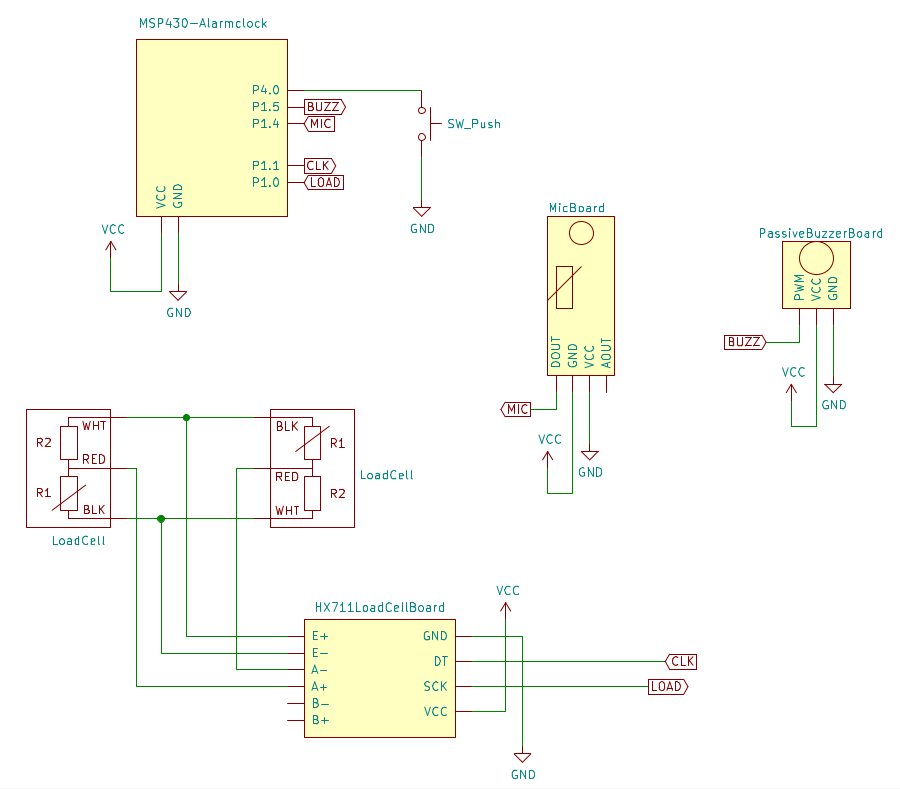 MSP430-Alarmclock
P4.0
P1.5
BUZZ
P1.4
MIC
SW_Push
P1.1
CLK
P1.0
LOAD
VCC
GND
VCC
GND
GND
MicBoard
DOUT
GND
VCC
AOUT
MIC
VCC
GND
PassiveBuzzerBoard
PWM
VCC
GND
BUZZ
VCC
GND
WHT
R2
RED
R1
BLK
LoadCell
BLK
R1
RED
R2
WHT
LoadCell
HX711LoadCellBoard
VCC
E+
E-
A-
A+
B-
B+
GND
DT
SCK
VCC
CLK
LOAD
GND